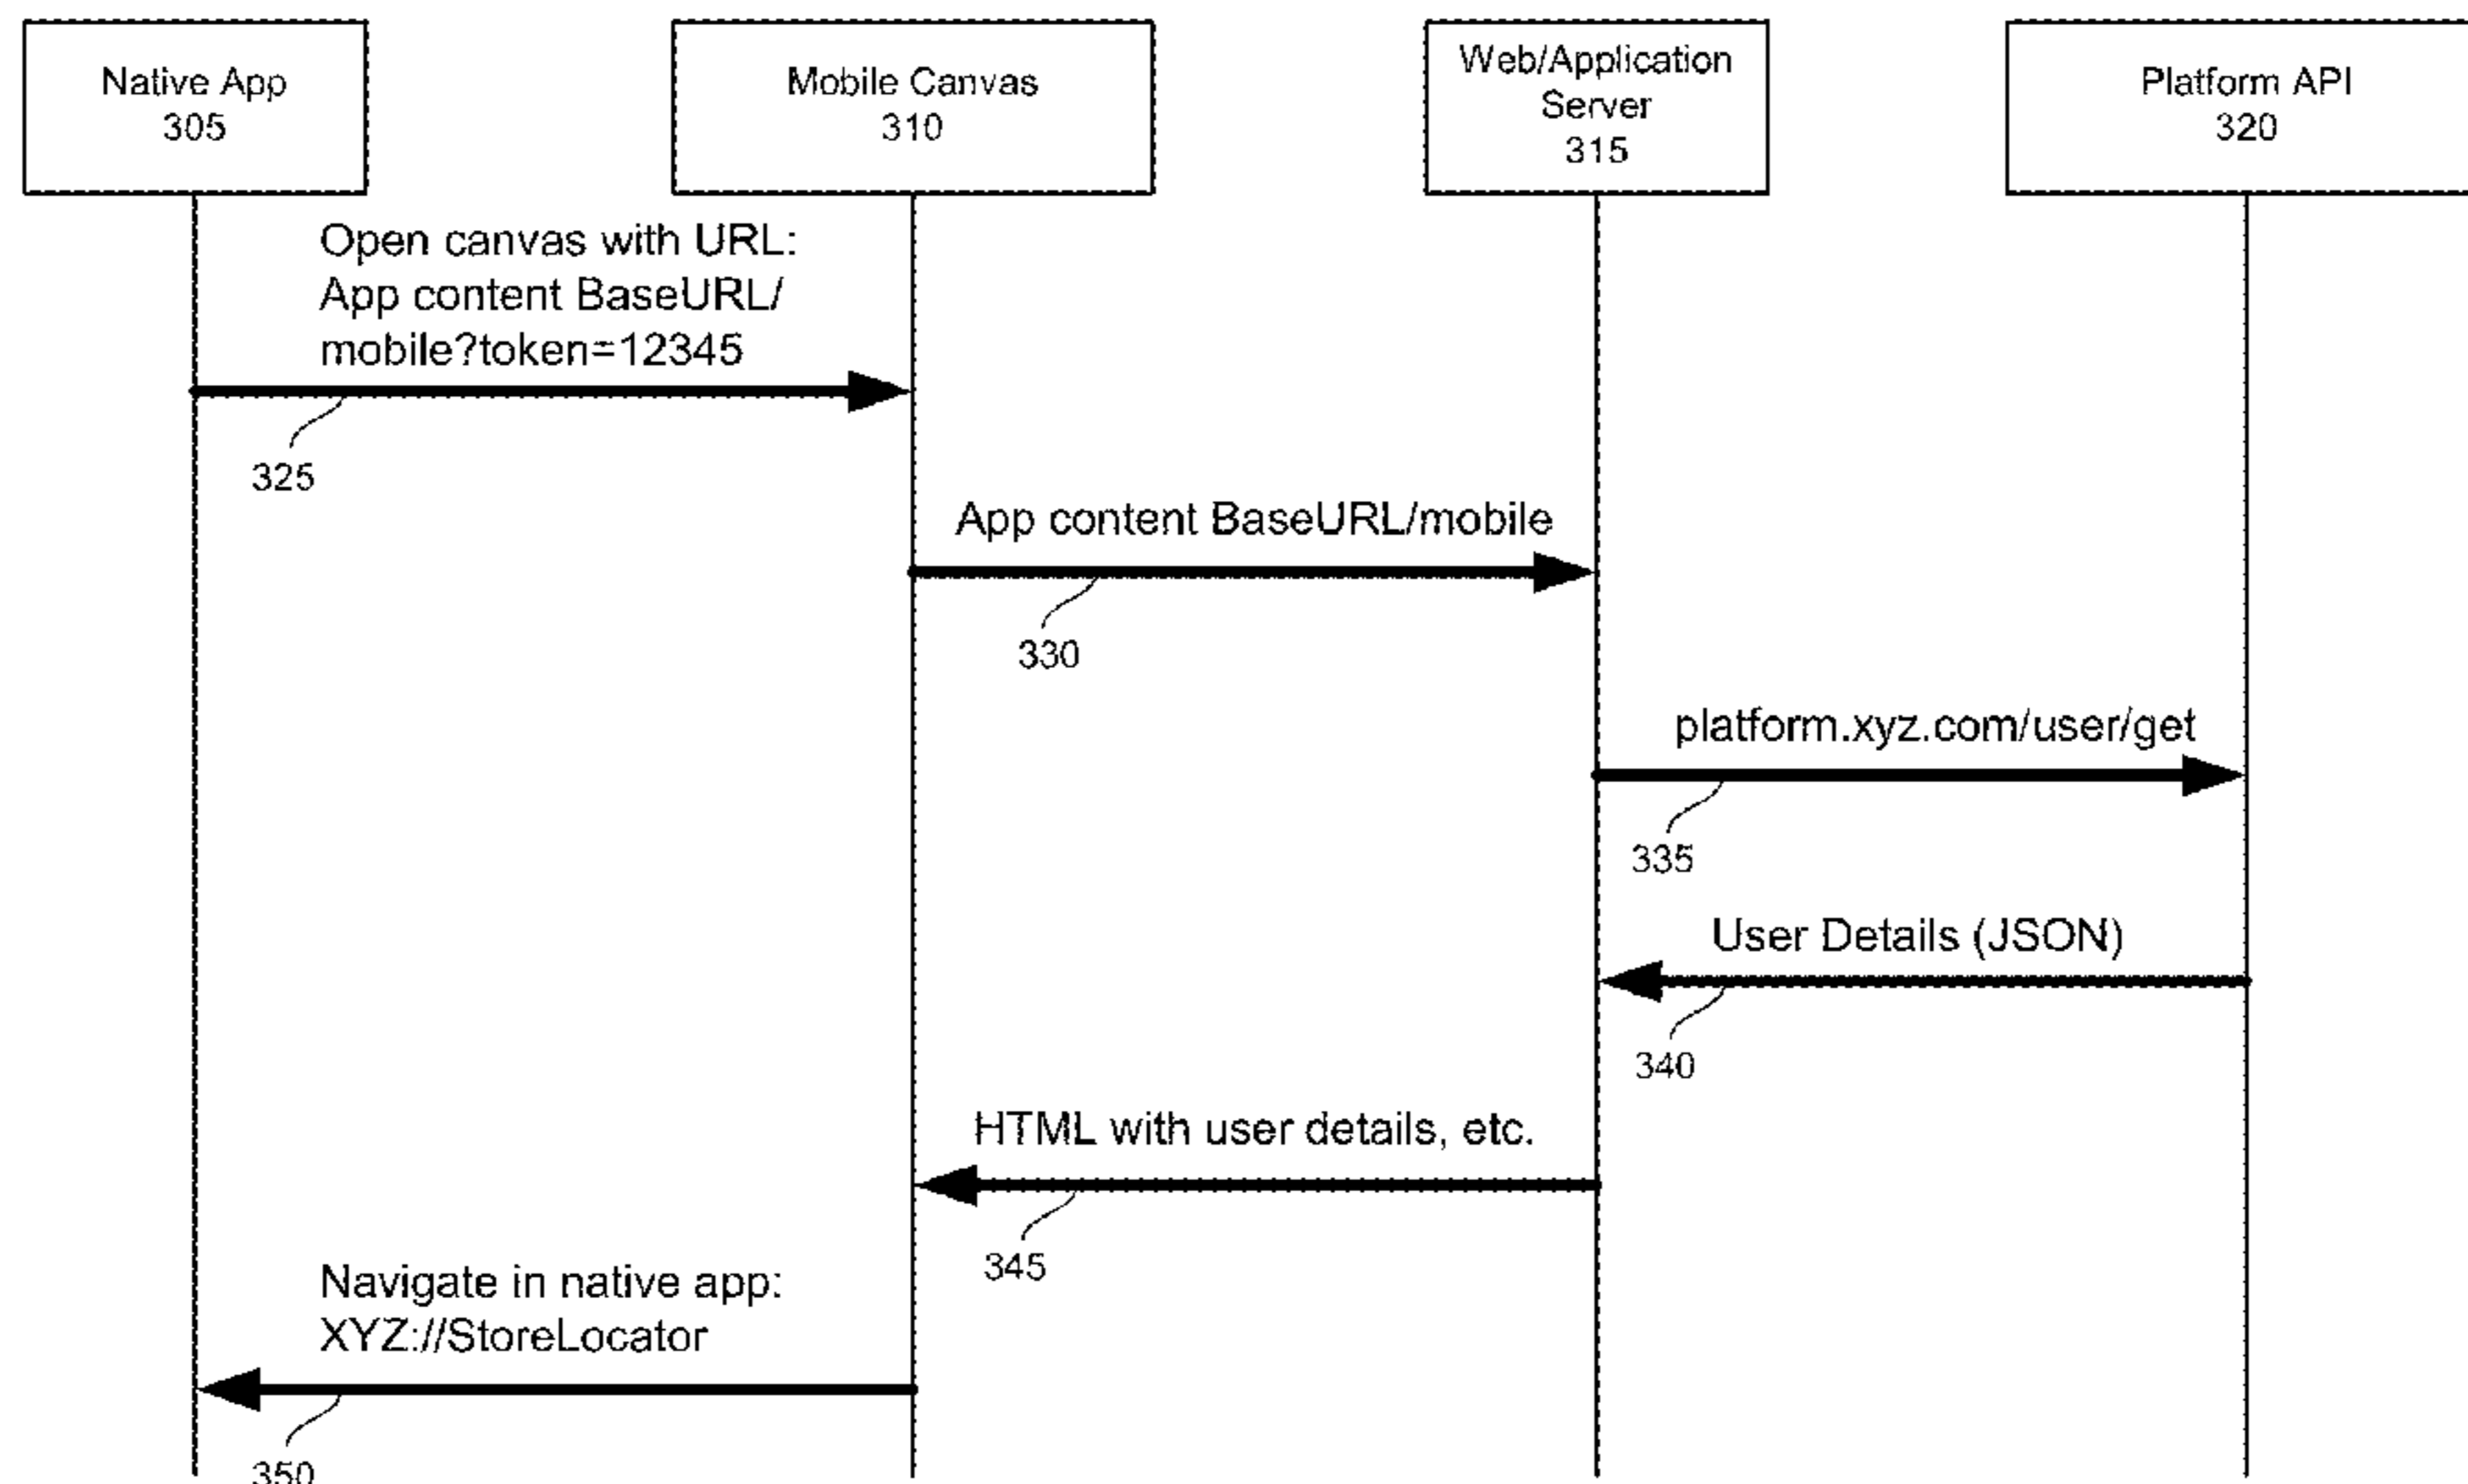 Native App
305
Mobile Canvas
310
Web/Application
Server
315
Platform API
320
Open canvas with URL:
App content BaseURL/
mobile?token=12345
325
App content BaseURL/mobile
330
platform.xyz.com/user/get
335
User Details (JSON)
340
HTML with user details, etc.
345
Navigate in native app:
XYZ://StoreLocator
350